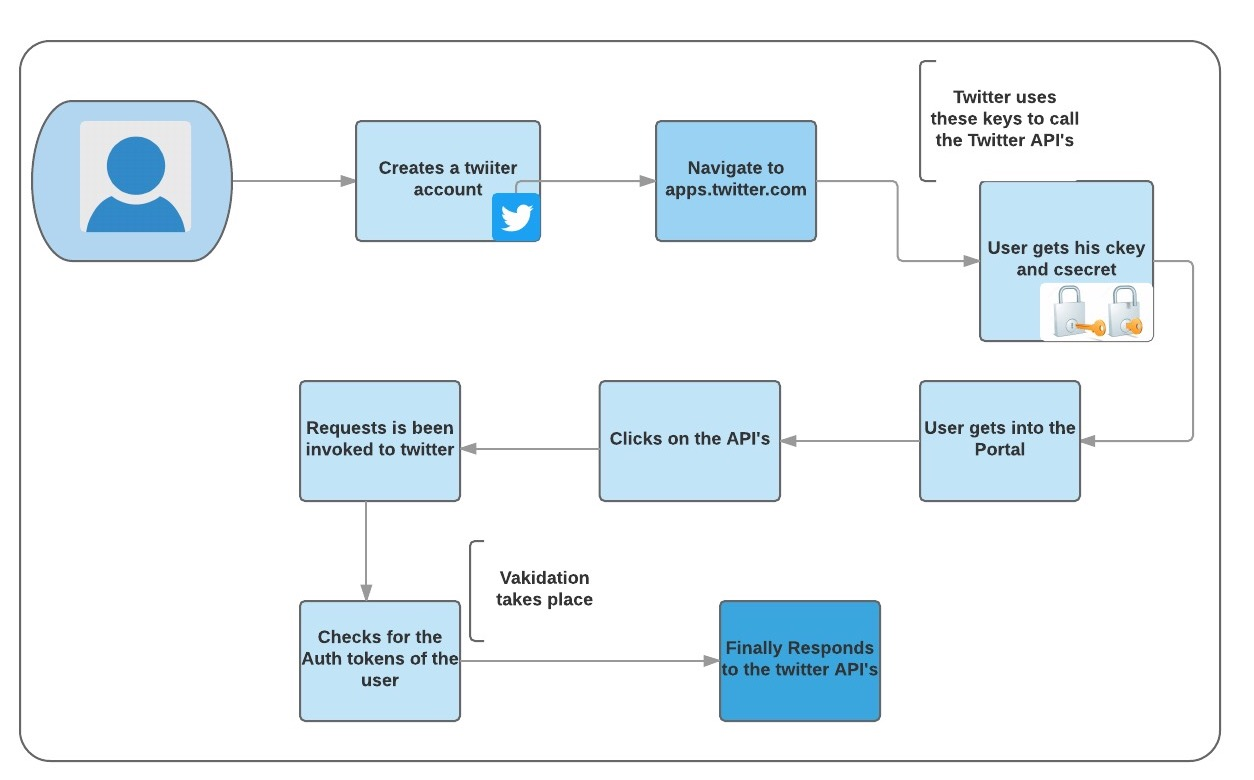 Twitter uses
these keys to call
the Twitter API's
Creates a twiiter
account
Navigate to
apps.twitter.com
User gets his ckey
and csecret
Requests is been
invoked to twitter
Clicks on the API's
User gets into the
Portal
Vakidation
takes place
Checks for the
Auth tokens of the
user
Finally Responds
to the twitter API's